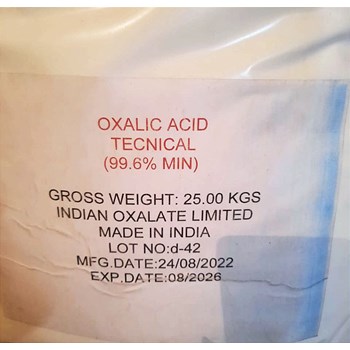 OXALIC ACID
TECNICAL
(99.6% MIN)
GROSS WEIGHT: 25.00 KGS
INDIAN OXALATE LIMITED
MADE IN INDIA
LOT NO:d-42
MFG.DATE:24/08/2022
EXP.DATE:08/2026